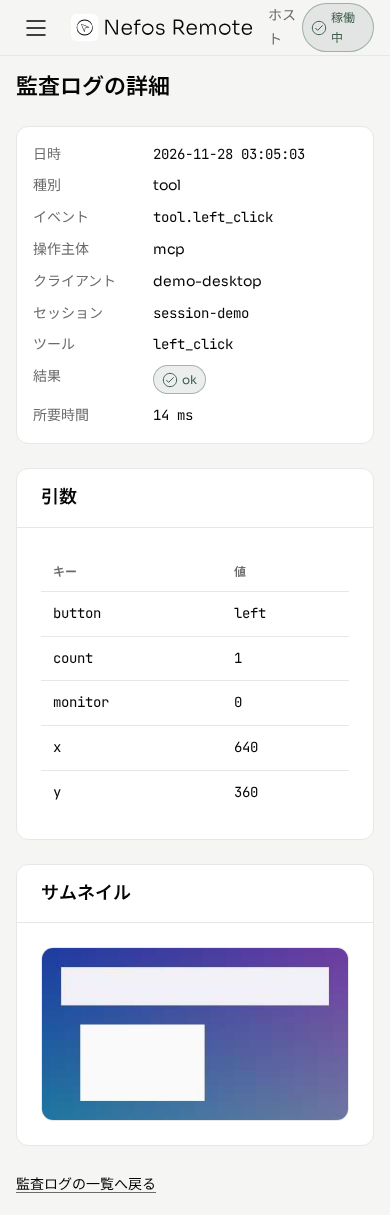 Nefos Remote
ホス
ト
稼働
中
監査ログの詳細
日時 2026-11-28 03:05:03
種別 tool
イベント tool.left_click
操作主体 mcp
クライアント demo-desktop
セッション session-demo
ツール left_click
結果 ok
所要時間 14 ms
引数
キー 値
button left
count 1
monitor 0
x 640
y 360
サムネイル
監査ログの一覧へ戻る